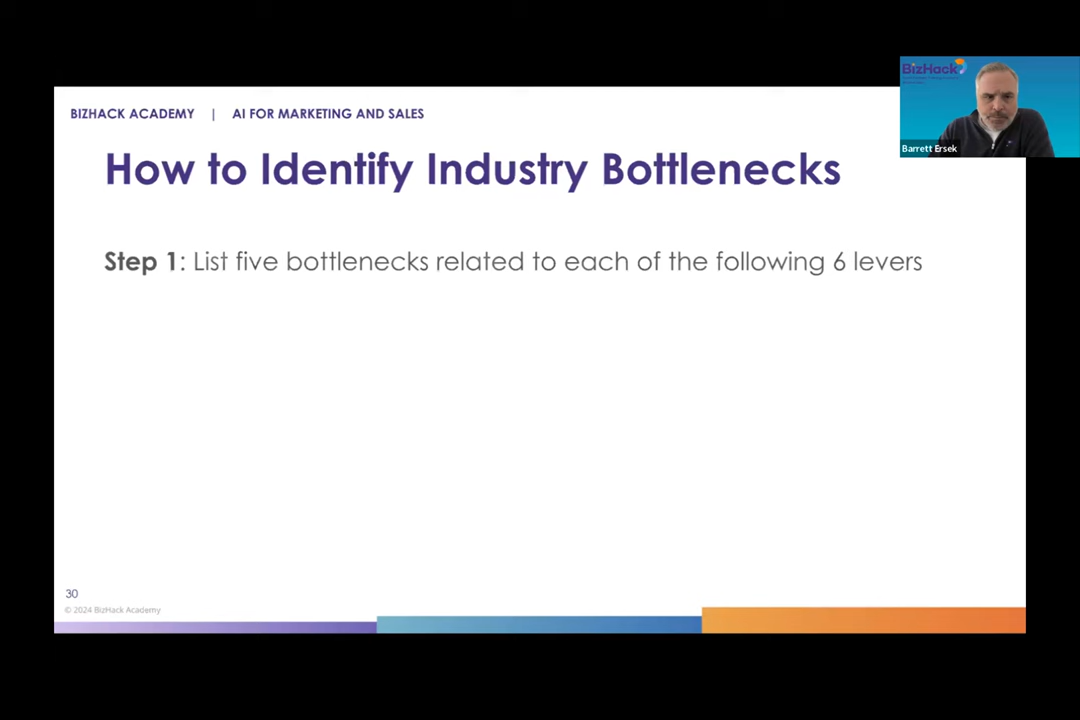 BIZHACK ACADEMY | AI FOR MARKETING AND SALES
BizHack
Barrett Ersek
How to Identify Industry Bottlenecks
Step 1: List five bottlenecks related to each of the following 6 levers
30
© 2024 BizHack Academy